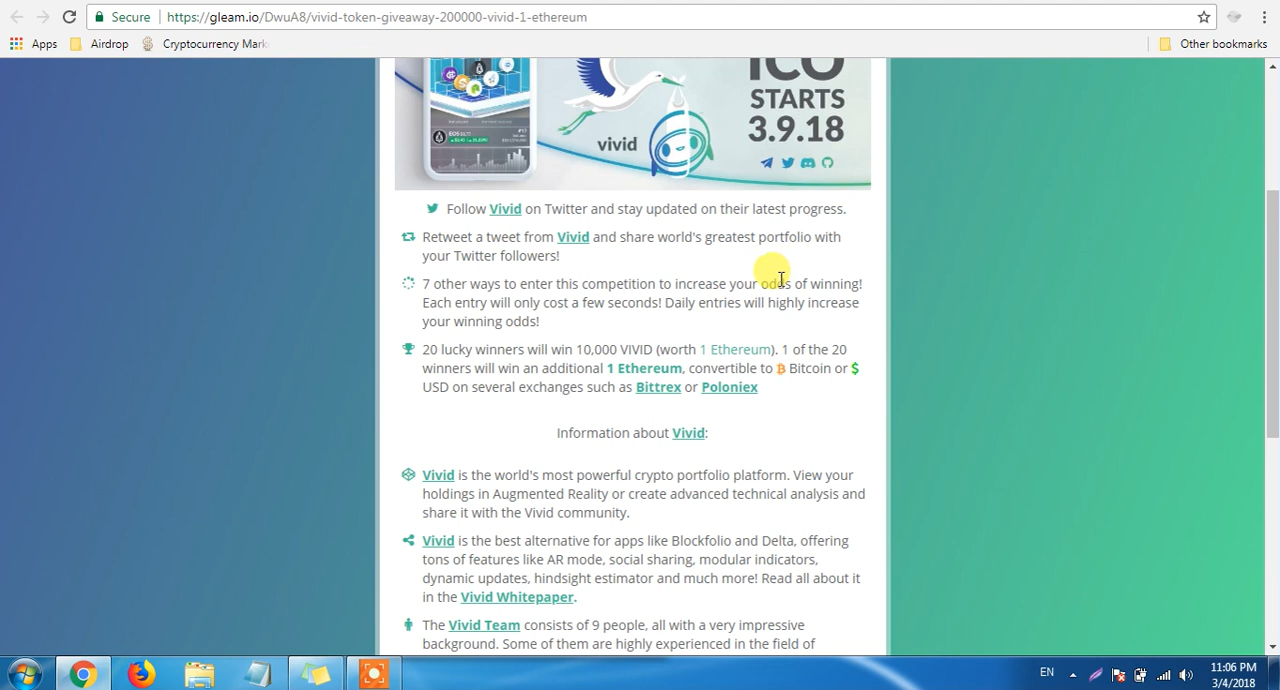 Secure
https://gleam.io/DwuA8/vivid-token-giveaway-200000-vivid-1-ethereum
Apps
Airdrop
Cryptocurrency Mark
Other bookmarks
ICO
STARTS
3.9.18
vivid
Follow Vivid on Twitter and stay updated on their latest progress.
Retweet a tweet from Vivid and share world's greatest portfolio with
your Twitter followers!
7 other ways to enter this competition to increase your odds of winning!
Each entry will only cost a few seconds! Daily entries will highly increase
your winning odds!
20 lucky winners will win 10,000 VIVID (worth 1 Ethereum). 1 of the 20
winners will win an additional 1 Ethereum, convertible to ₿ Bitcoin or $
USD on several exchanges such as Bittrex or Poloniex
Information about Vivid:
Vivid is the world's most powerful crypto portfolio platform. View your
holdings in Augmented Reality or create advanced technical analysis and
share it with the Vivid community.
Vivid is the best alternative for apps like Blockfolio and Delta, offering
tons of features like AR mode, social sharing, modular indicators,
dynamic updates, hindsight estimator and much more! Read all about it
in the Vivid Whitepaper.
The Vivid Team consists of 9 people, all with a very impressive
background. Some of them are highly experienced in the field of
EN
11:06 PM
3/4/2018